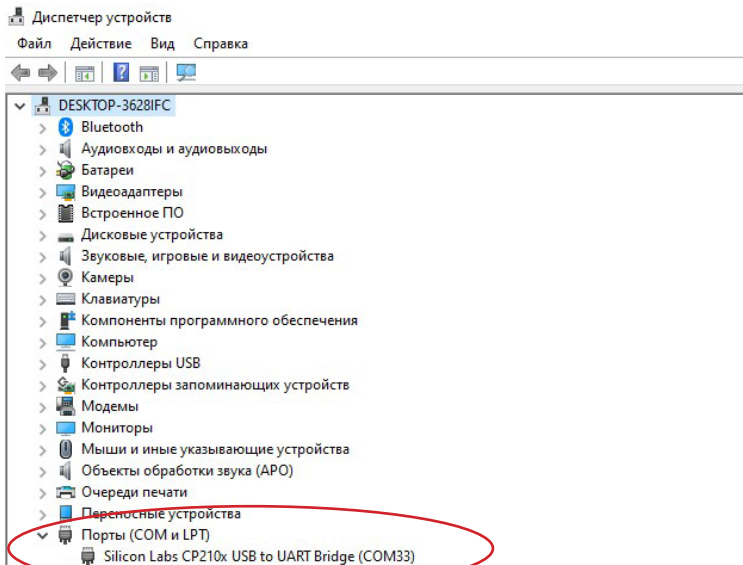 Диспетчер устройств
Файл Действие Вид Справка
DESKTOP-3628IFC
Bluetooth
Аудиовходы и аудиовыходы
Батареи
Видеоадаптеры
Встроенное ПО
Дисковые устройства
Звуковые, игровые и видеоустройства
Камеры
Клавиатуры
Компоненты программного обеспечения
Компьютер
Контроллеры USB
Контроллеры запоминающих устройств
Модемы
Мониторы
Мыши и иные указывающие устройства
Объекты обработки звука (APO)
Очереди печати
Переносные устройства
Порты (COM и LPT)
Silicon Labs CP210x USB to UART Bridge (COM33)